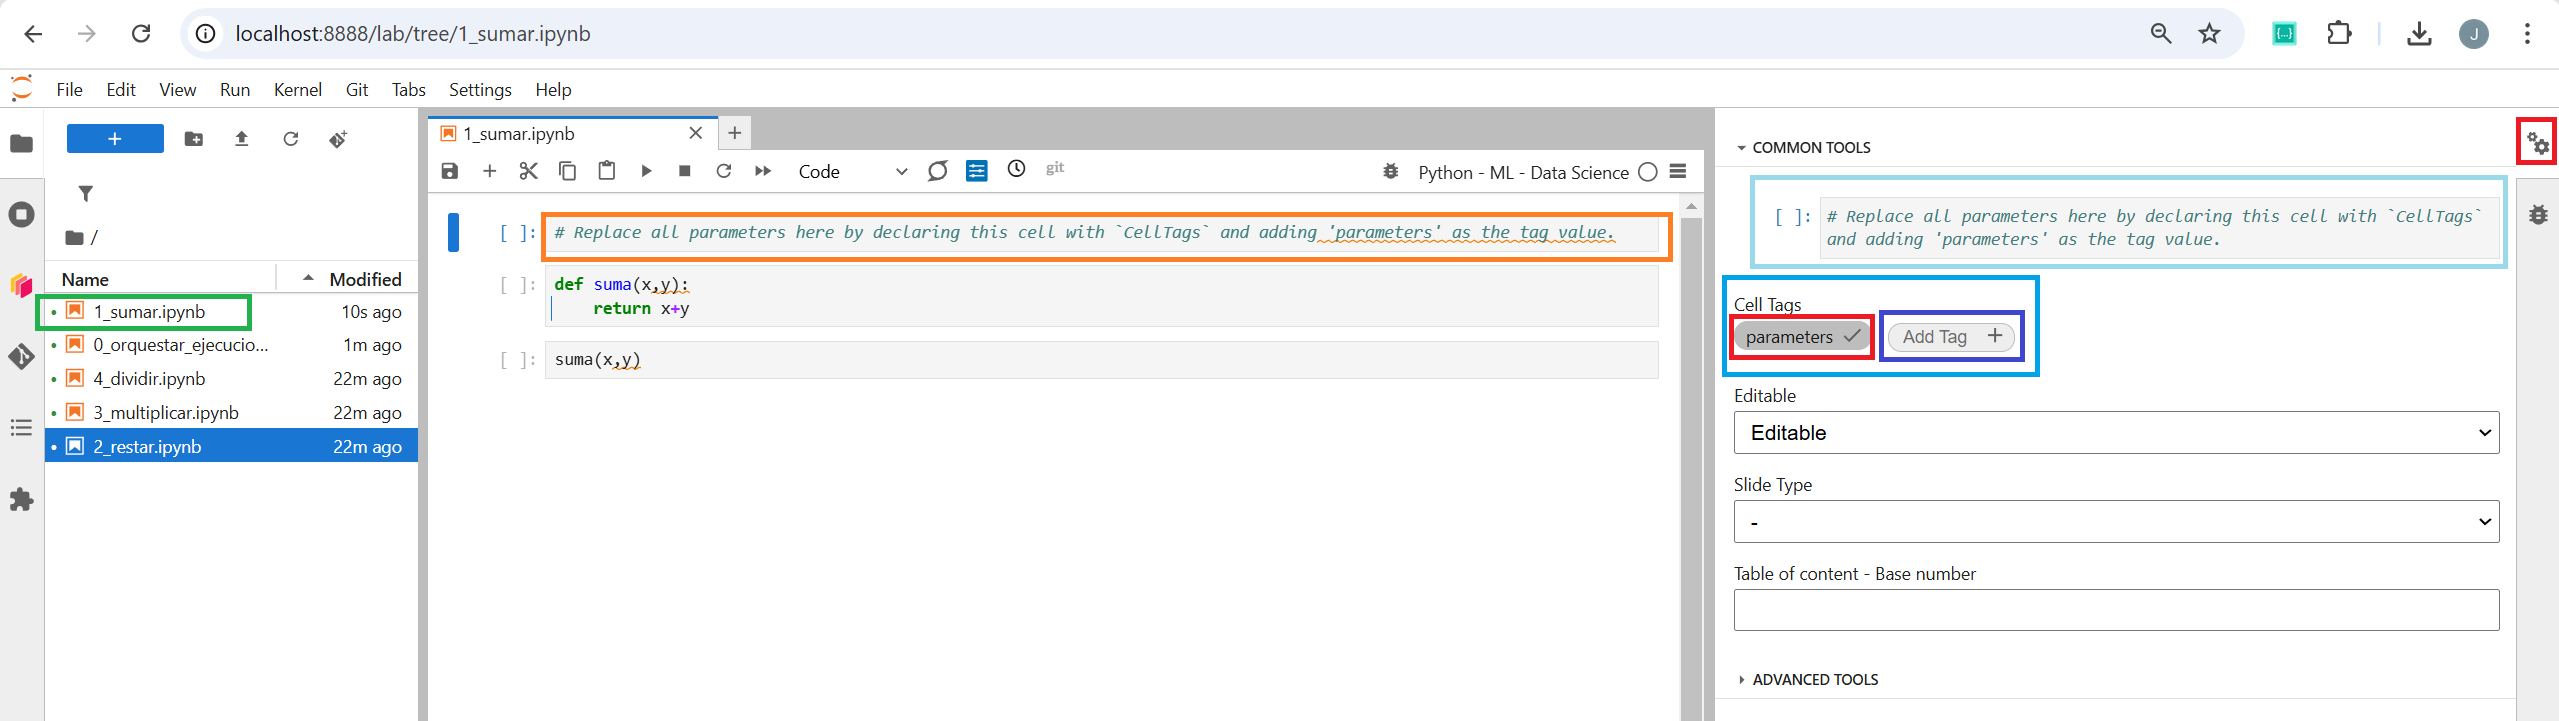 localhost:8888/lab/tree/1_sumar.ipynb
J
File Edit View Run Kernel Git Tabs Settings Help
1_sumar.ipynb
Code
git
Python - ML - Data Science
/
Name
Modified
1_sumar.ipynb 10s ago
0_orquestar_ejecucio... 1m ago
4_dividir.ipynb 22m ago
3_multiplicar.ipynb 22m ago
2_restar.ipynb 22m ago
[ ]: # Replace all parameters here by declaring this cell with `CellTags` and adding 'parameters' as the tag value.
[ ]: def suma(x,y):
return x+y
[ ]: suma(x,y)
COMMON TOOLS
[ ]: # Replace all parameters here by declaring this cell with `CellTags`
and adding 'parameters' as the tag value.
Cell Tags
parameters
Add Tag +
Editable
Editable
Slide Type
-
Table of content - Base number
ADVANCED TOOLS